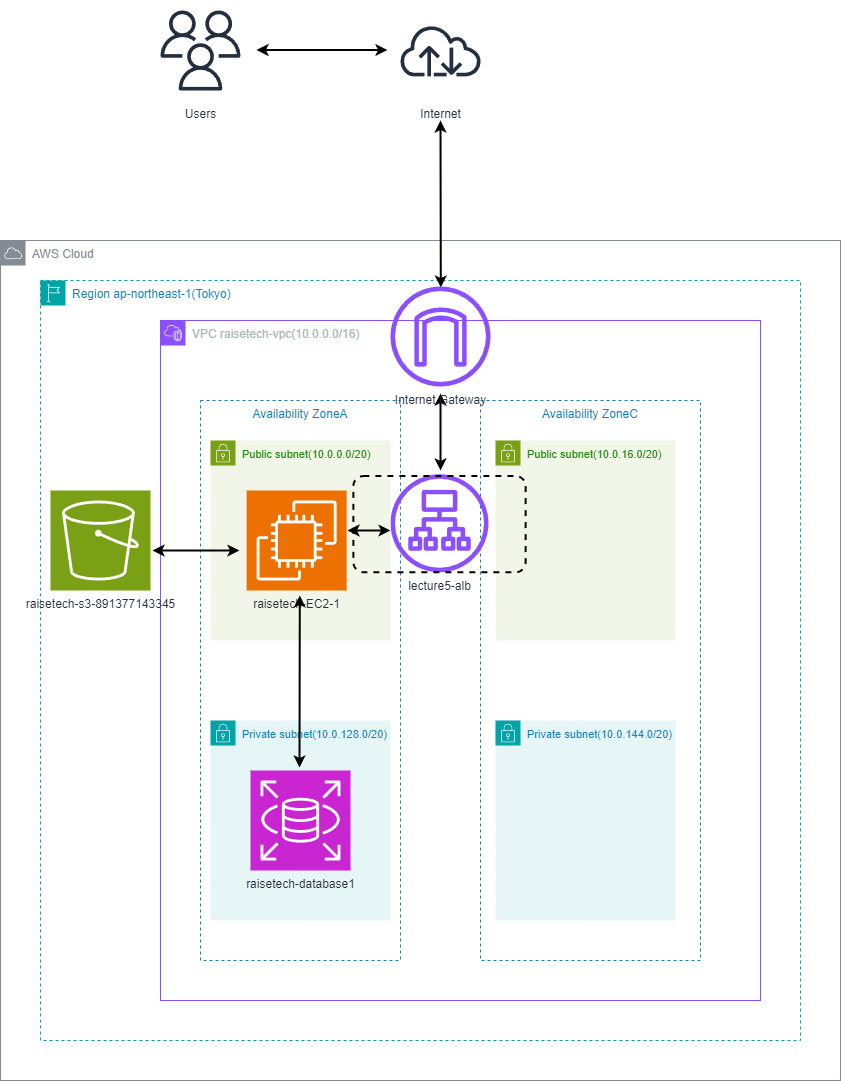 Users
Internet
AWS Cloud
Region ap-northeast-1(Tokyo)
VPC raisetech-vpc(10.0.0.0/16)
Internet Gateway
Availability ZoneA
Availability ZoneC
Public subnet(10.0.0.0/20)
Public subnet(10.0.16.0/20)
raisetech-s3-891377143345
raisetech-EC2-1
lecture5-alb
Private subnet(10.0.128.0/20)
Private subnet(10.0.144.0/20)
raisetech-database1